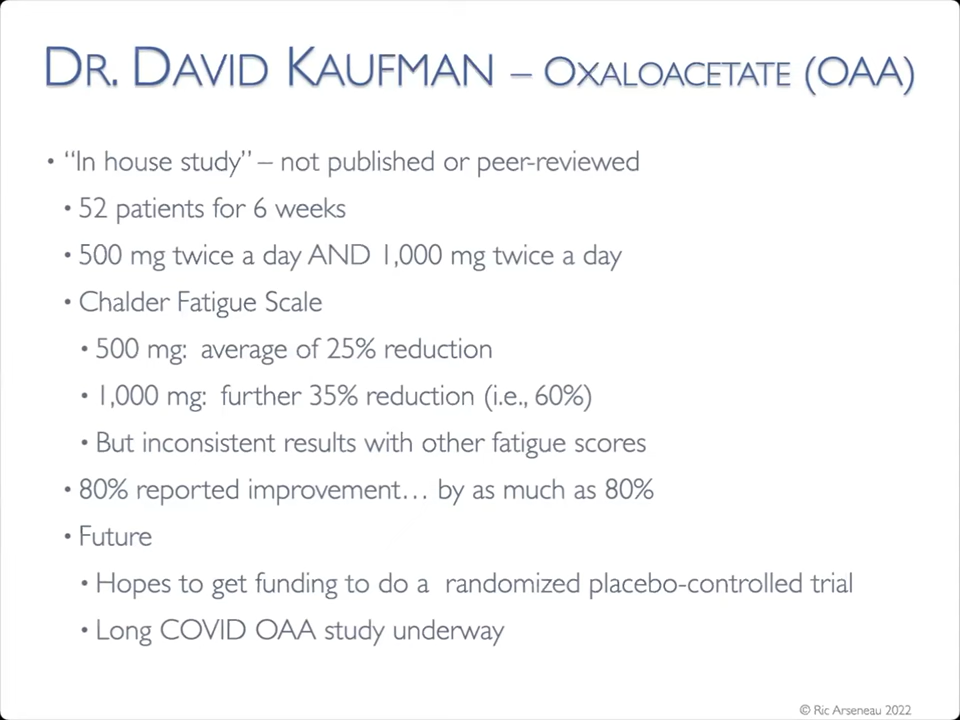 DR. DAVID KAUFMAN – OXALOACETATE (OAA)
• “In house study” – not published or peer-reviewed
• 52 patients for 6 weeks
• 500 mg twice a day AND 1,000 mg twice a day
• Chalder Fatigue Scale
• 500 mg: average of 25% reduction
• 1,000 mg: further 35% reduction (i.e., 60%)
• But inconsistent results with other fatigue scores
• 80% reported improvement… by as much as 80%
• Future
• Hopes to get funding to do a randomized placebo-controlled trial
• Long COVID OAA study underway
© Ric Arseneau 2022